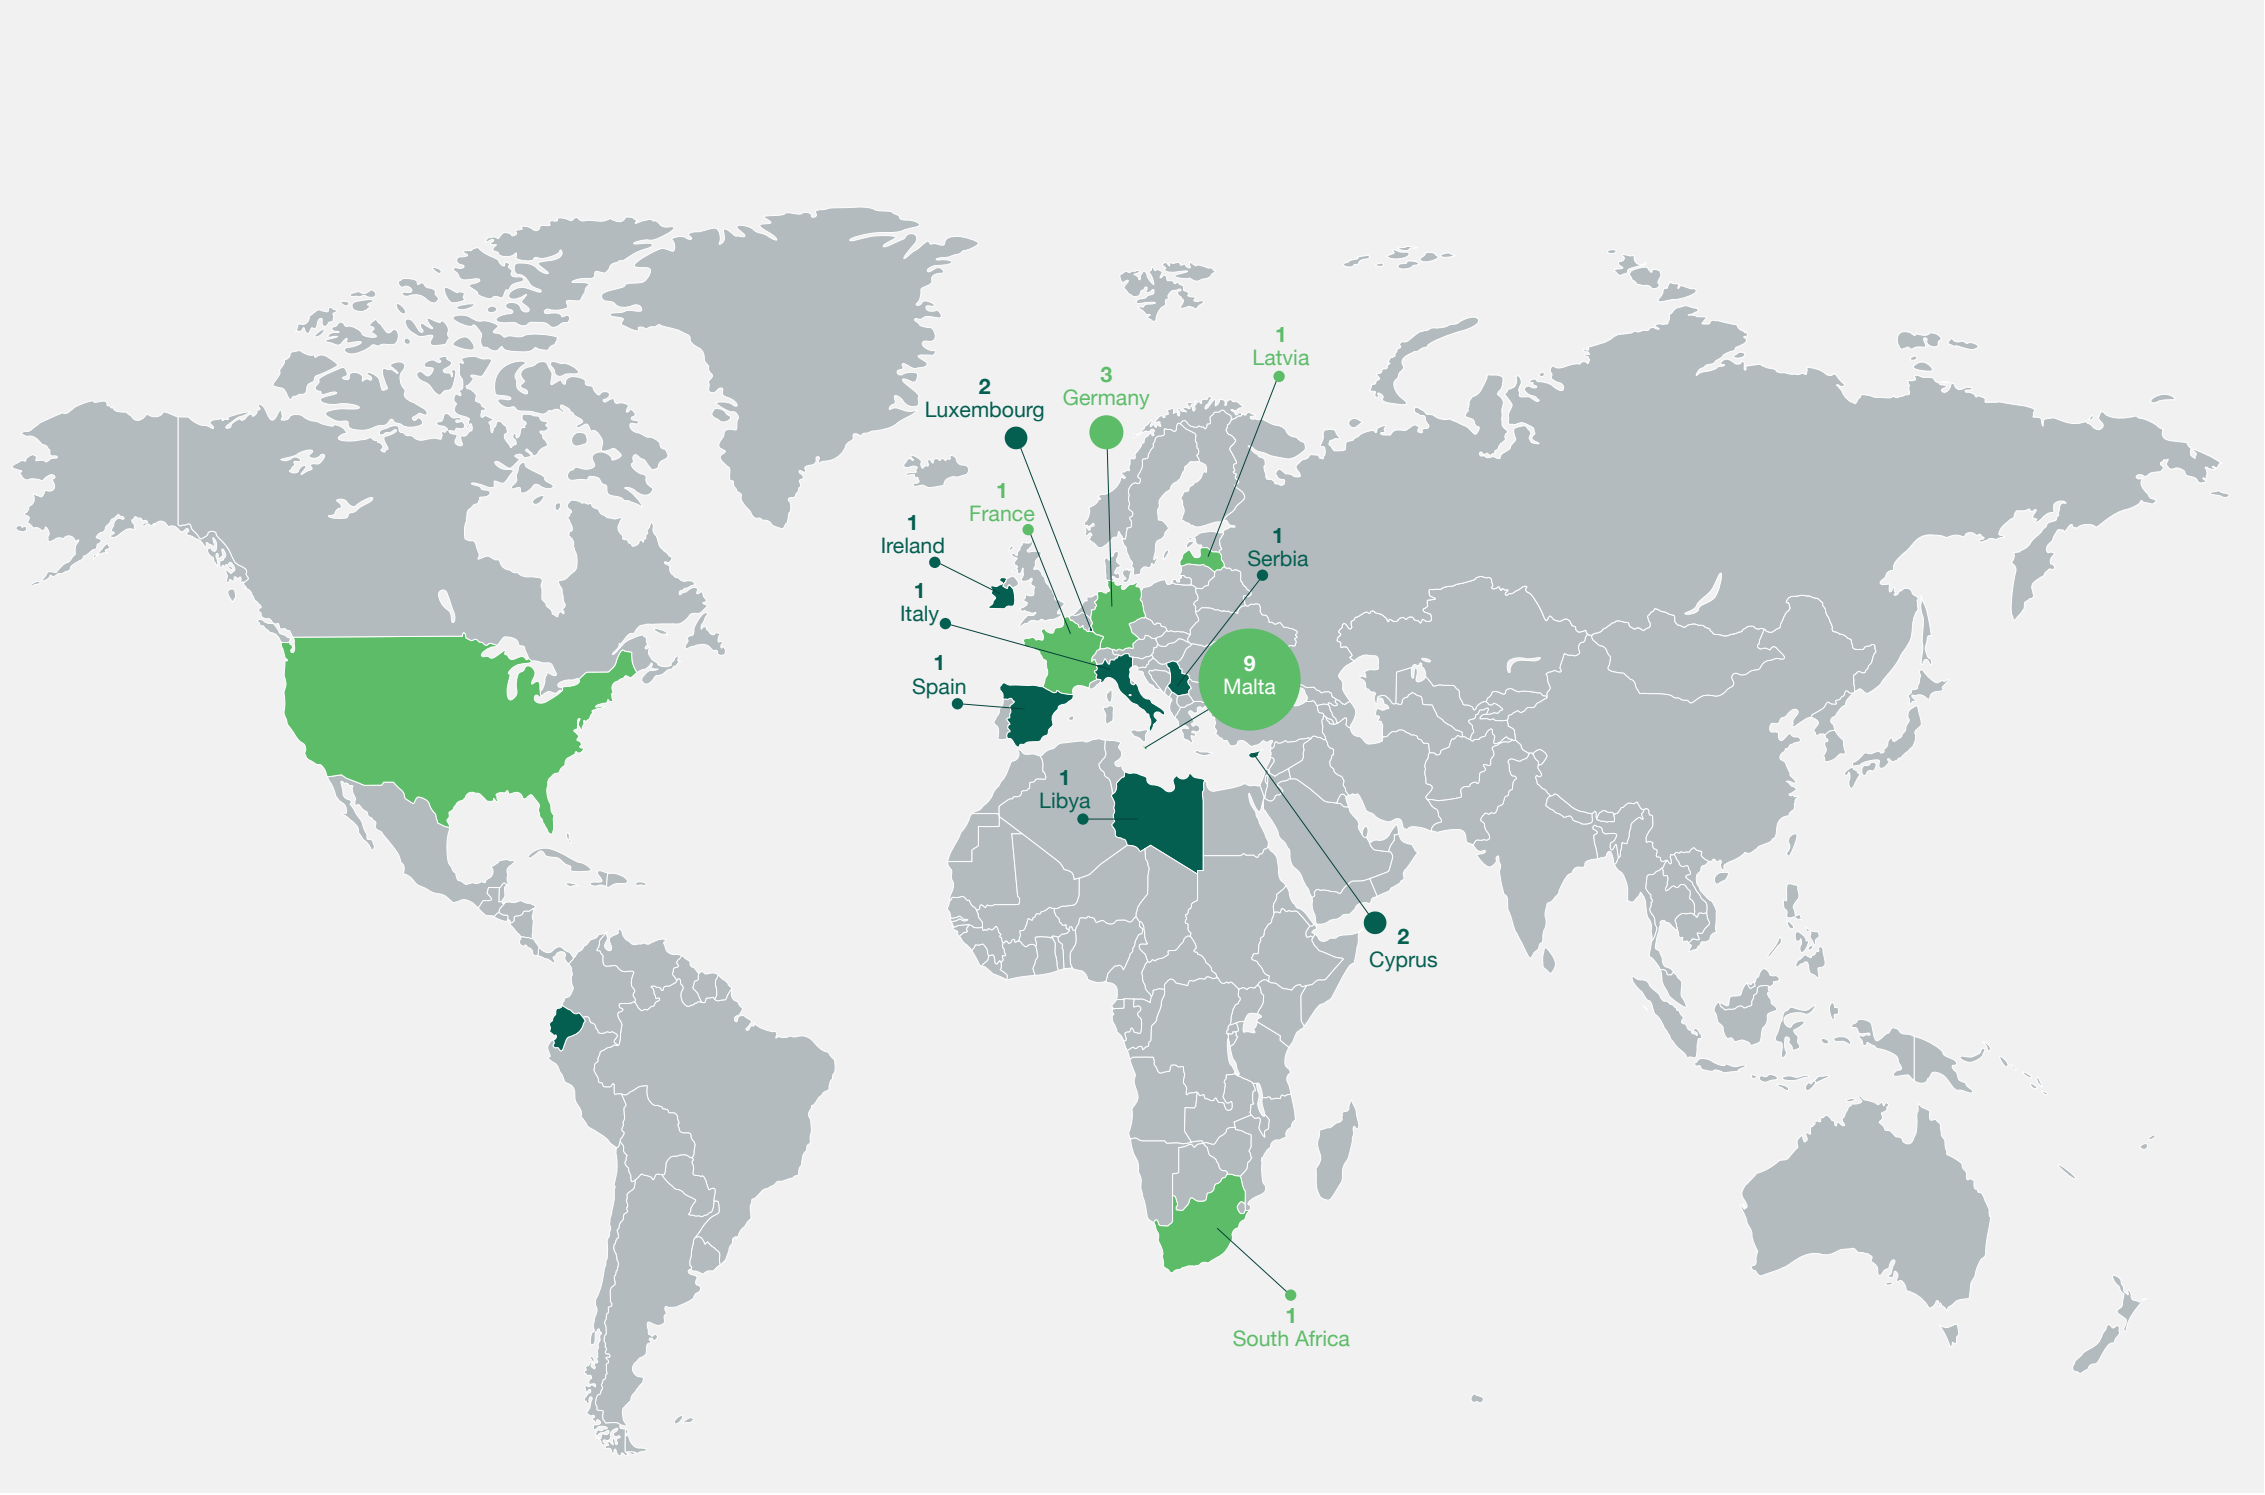 1
Latvia
3
Germany
2
Luxembourg
1
France
1
Ireland
1
Serbia
1
Italy
1
Spain
9
Malta
1
Libya
2
Cyprus
1
South Africa